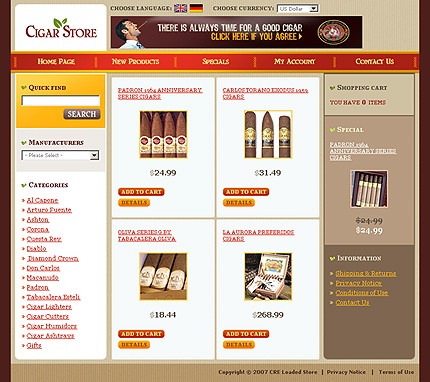 CIGAR STORE
CHOOSE LANGUAGE:
CHOOSE CURRENCY: US Dollar
THERE IS ALWAYS TIME FOR A GOOD CIGAR
CLICK HERE IF YOU AGREE
HOME PAGE
NEW PRODUCTS
SPECIALS
MY ACCOUNT
CONTACT US
QUICK FIND
SEARCH
MANUFACTURERS
- Please Select -
CATEGORIES
Al Capone
Arturo Fuente
Ashton
Corona
Cuesta Rey
Diablo
Diamond Crown
Don Carlos
Macanudo
Padron
Tabacalera Esteli
Cigar Lighters
Cigar Cutters
Cigar Humidors
Cigar Ashtrays
Gifts
PADRON 1964 ANNIVERSARY
SERIES CIGARS
$24.99
ADD TO CART
DETAILS
CARLOS TORANO EXODUS 1959
CIGARS
$31.49
ADD TO CART
DETAILS
OLIVA SERIES G BY
TABACALERA OLIVA
$18.44
ADD TO CART
DETAILS
LA AURORA PREFERIDOS
CIGARS
$268.99
ADD TO CART
DETAILS
SHOPPING CART
YOU HAVE 0 ITEMS
SPECIAL
PADRON 1964
ANNIVERSARY SERIES
CIGARS
$24.99
$24.99
INFORMATION
Shipping & Returns
Privacy Notice
Conditions of Use
Contact Us
Copyright © 2007 CRE Loaded Store | Privacy Notice | Terms of Use